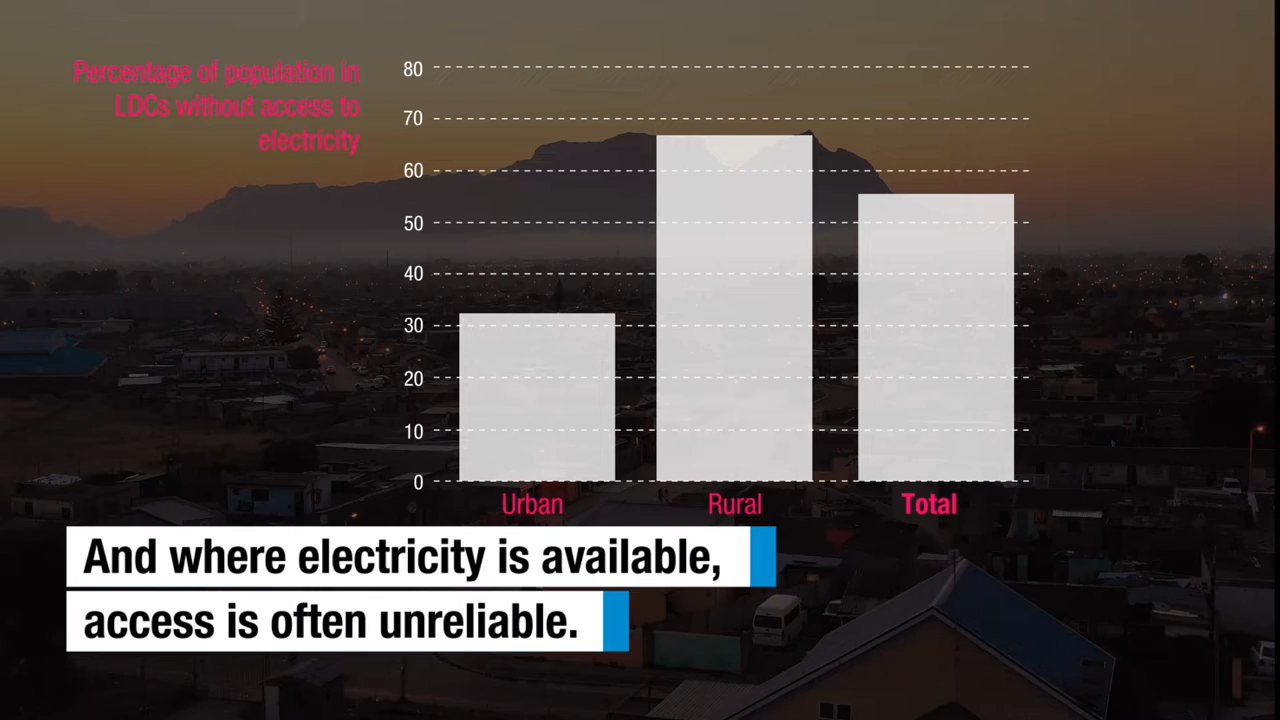 Percentage of population in
LDCs without access to
electricity
80
70
60
50
40
30
20
10
0
Urban
Rural
Total
And where electricity is available,
access is often unreliable.